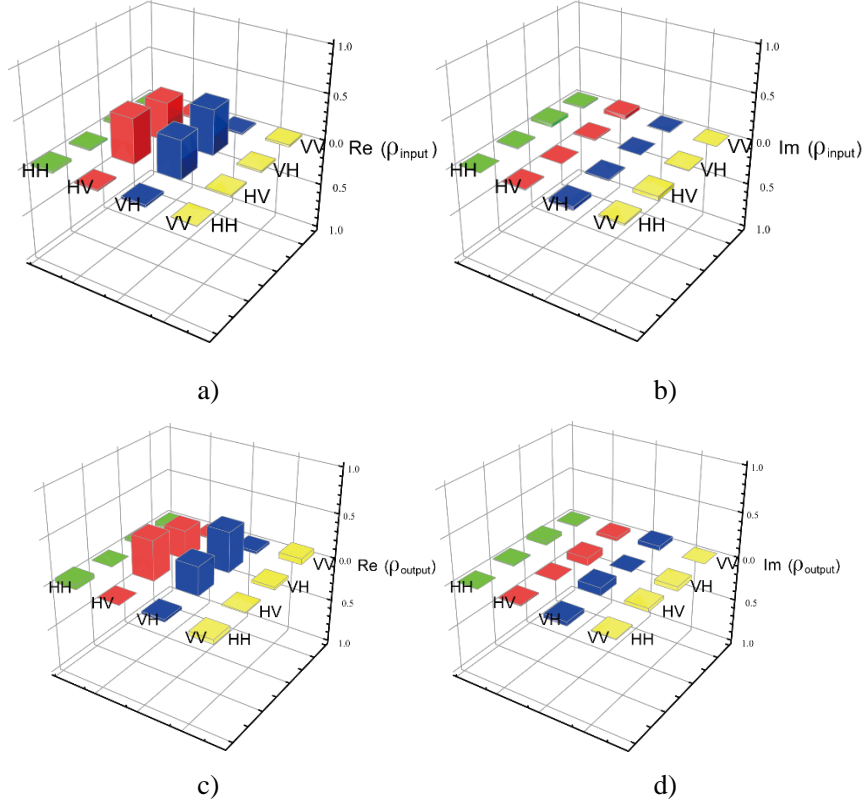 1.0
0.5
0.0
0.5
1.0
Re (ρinput)
HH
HV
VH
VV
HH
HV
VH
VV
a)
1.0
0.5
0.0
0.5
1.0
Im (ρinput)
HH
HV
VH
VV
HH
HV
VH
VV
b)
1.0
0.5
0.0
0.5
1.0
Re (ρoutput)
HH
HV
VH
VV
HH
HV
VH
VV
c)
1.0
0.5
0.0
0.5
1.0
Im (ρoutput)
HH
HV
VH
VV
HH
HV
VH
VV
d)